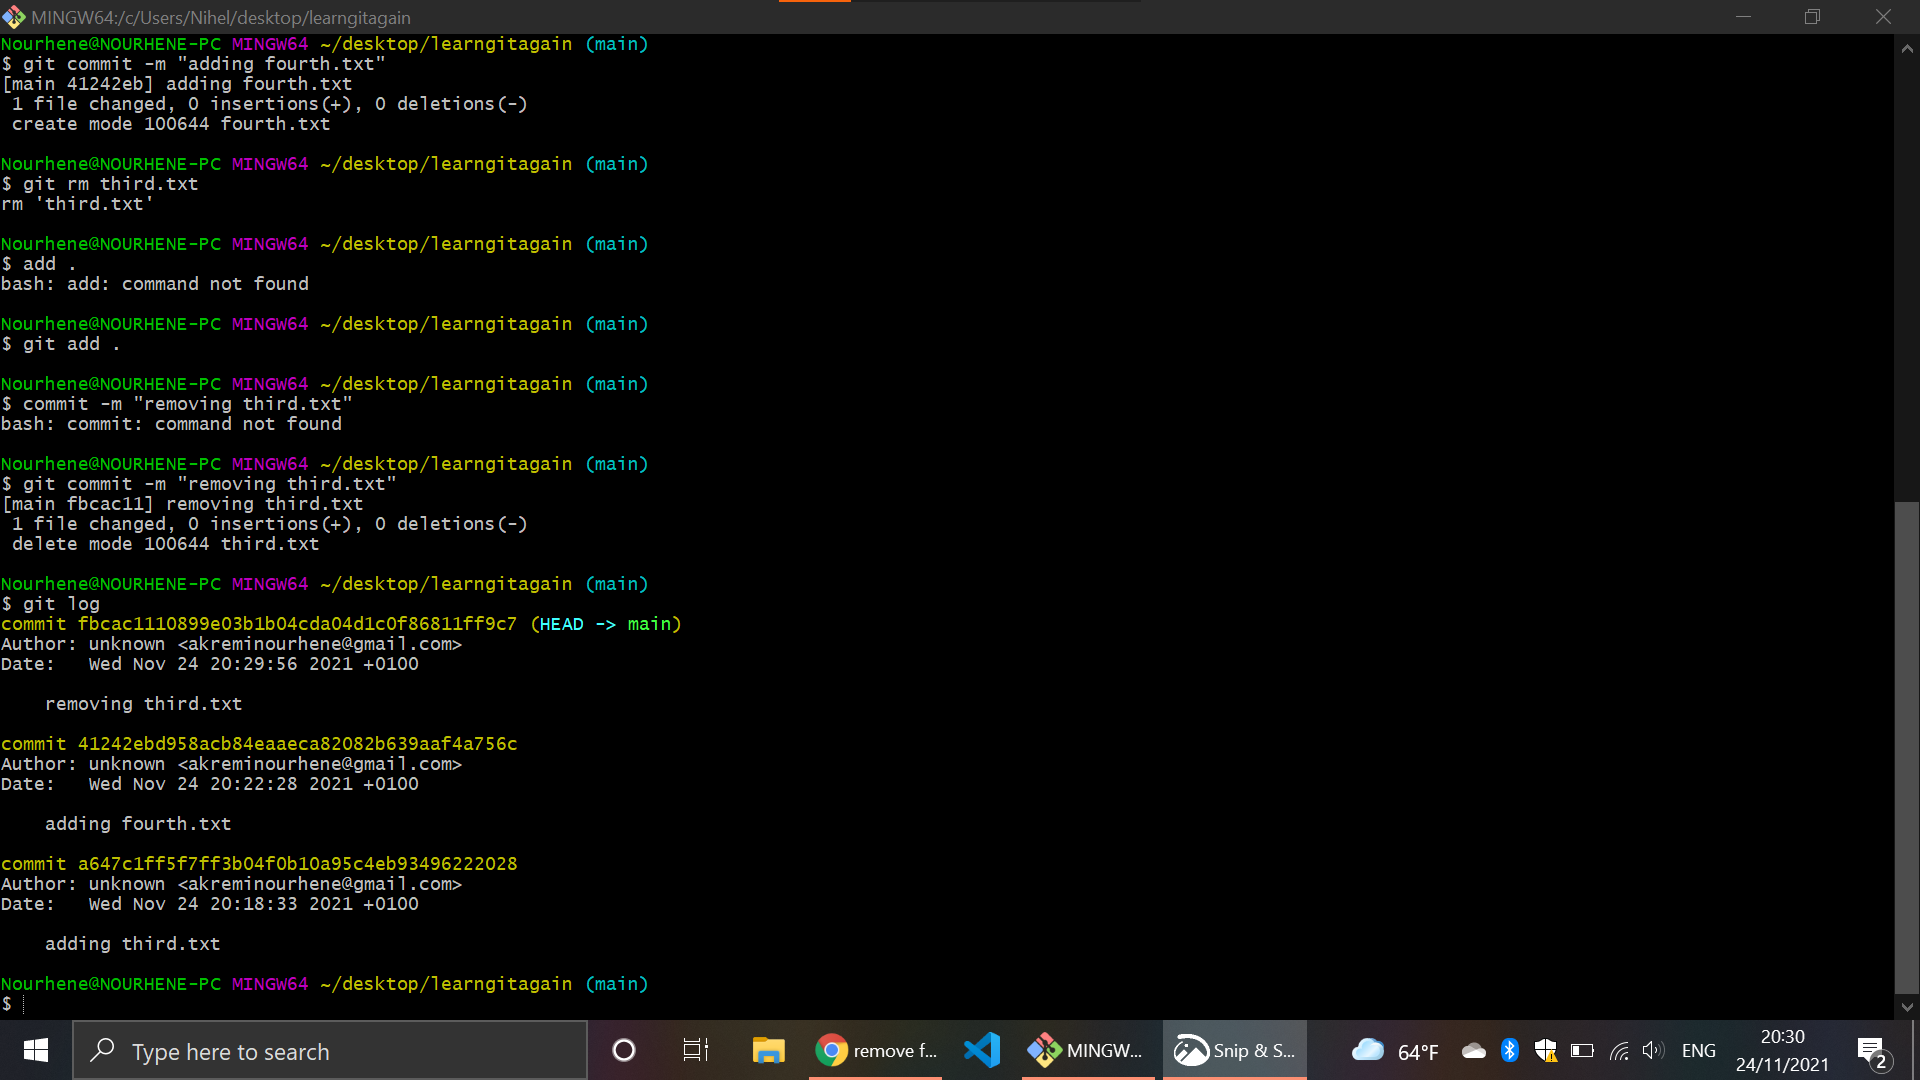 MINGW64:/c/Users/Nihel/desktop/learngitagain
Nourhene@NOURHENE-PC MINGW64 ~/desktop/learngitagain (main)
$ git commit -m "adding fourth.txt"
[main 41242eb] adding fourth.txt
 1 file changed, 0 insertions(+), 0 deletions(-)
 create mode 100644 fourth.txt

Nourhene@NOURHENE-PC MINGW64 ~/desktop/learngitagain (main)
$ git rm third.txt
rm 'third.txt'

Nourhene@NOURHENE-PC MINGW64 ~/desktop/learngitagain (main)
$ add .
bash: add: command not found

Nourhene@NOURHENE-PC MINGW64 ~/desktop/learngitagain (main)
$ git add .

Nourhene@NOURHENE-PC MINGW64 ~/desktop/learngitagain (main)
$ commit -m "removing third.txt"
bash: commit: command not found

Nourhene@NOURHENE-PC MINGW64 ~/desktop/learngitagain (main)
$ git commit -m "removing third.txt"
[main fbcac11] removing third.txt
 1 file changed, 0 insertions(+), 0 deletions(-)
 delete mode 100644 third.txt

Nourhene@NOURHENE-PC MINGW64 ~/desktop/learngitagain (main)
$ git log
commit fbcac1110899e03b1b04cda04d1c0f86811ff9c7 (HEAD -> main)
Author: unknown <akreminourhene@gmail.com>
Date:   Wed Nov 24 20:29:56 2021 +0100

    removing third.txt

commit 41242ebd958acb84eaaeca82082b639aaf4a756c
Author: unknown <akreminourhene@gmail.com>
Date:   Wed Nov 24 20:22:28 2021 +0100

    adding fourth.txt

commit a647c1ff5f7ff3b04f0b10a95c4eb93496222028
Author: unknown <akreminourhene@gmail.com>
Date:   Wed Nov 24 20:18:33 2021 +0100

    adding third.txt

Nourhene@NOURHENE-PC MINGW64 ~/desktop/learngitagain (main)
$
Type here to search
remove f...
MINGW...
Snip & S...
64°F
ENG
20:30
24/11/2021
2